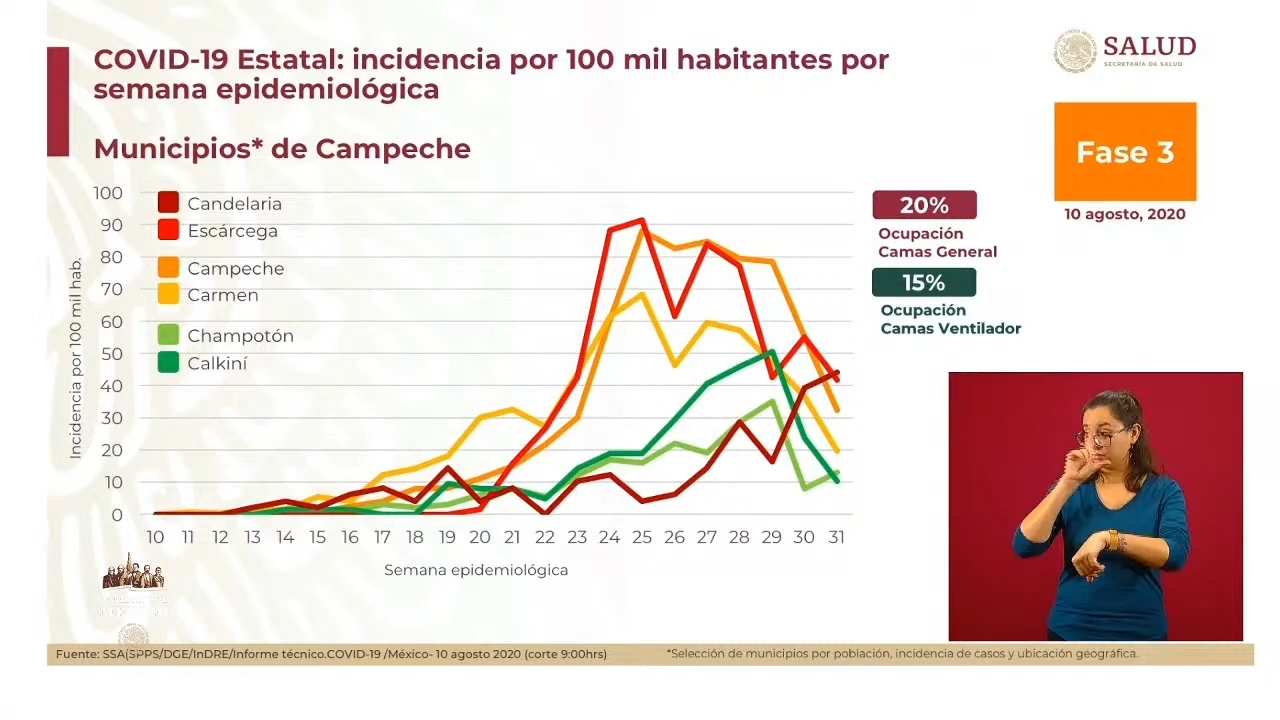 COVID-19 Estatal: incidencia por 100 mil habitantes por
semana epidemiológica
SALUD
SECRETARÍA DE SALUD
Municipios* de Campeche
Fase 3
10 agosto, 2020
20%
Ocupación
Camas General
15%
Ocupación
Camas Ventilador
Candelaria
Escárcega
Campeche
Carmen
Champotón
Calkiní
Incidencia por 100 mil hab.
100
90
80
70
60
50
40
30
20
10
0
10 11 12 13 14 15 16 17 18 19 20 21 22 23 24 25 26 27 28 29 30 31
Semana epidemiológica
Fuente: SSA(SPPS/DGE/InDRE/Informe técnico.COVID-19 /México- 10 agosto 2020 (corte 9:00hrs)
*Selección de municipios por población, incidencia de casos y ubicación geográfica.